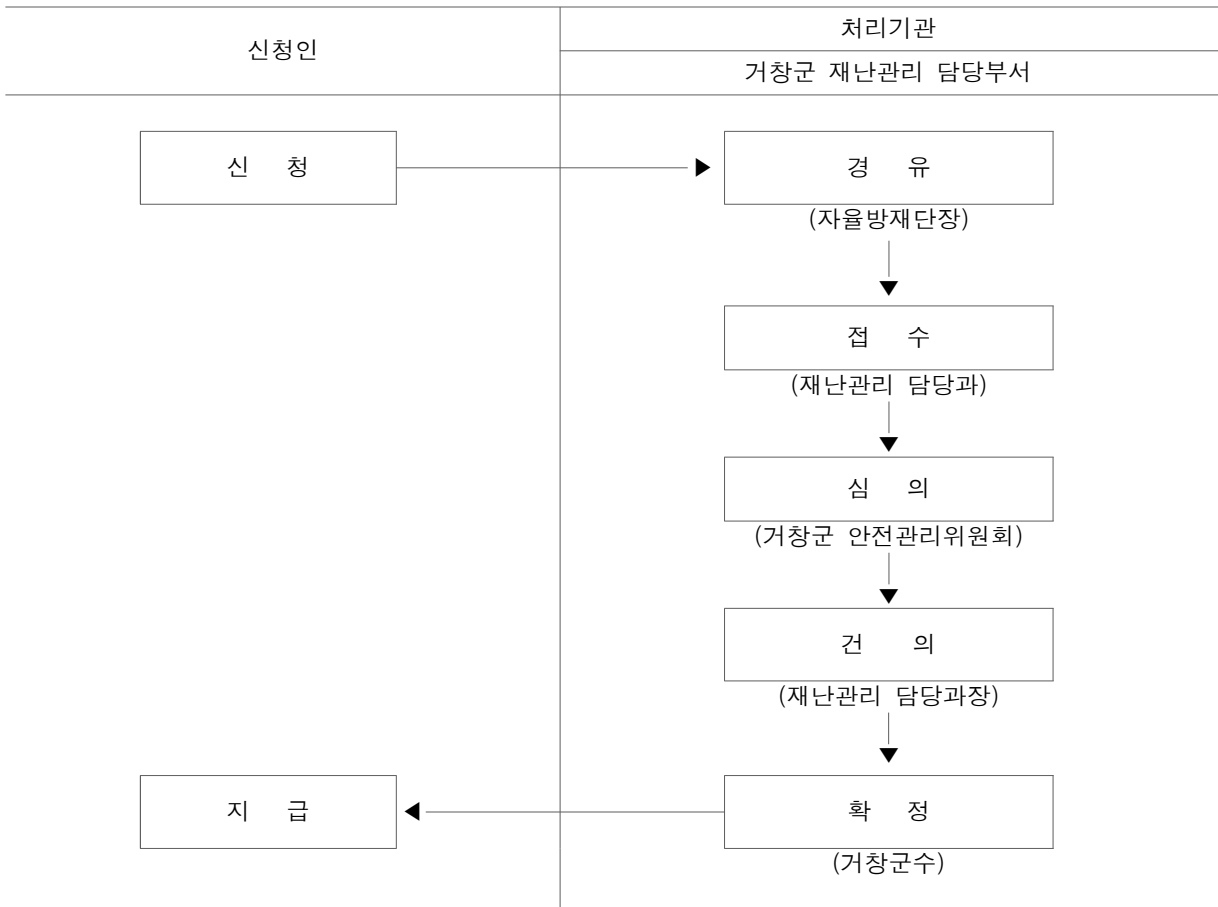 신청인
처리기관
거창군 재난관리 담당부서
신 청
경 유
(자율방재단장)
접 수
(재난관리 담당과)
심 의
(거창군 안전관리위원회)
건 의
(재난관리 담당과장)
지 급
확 정
(거창군수)